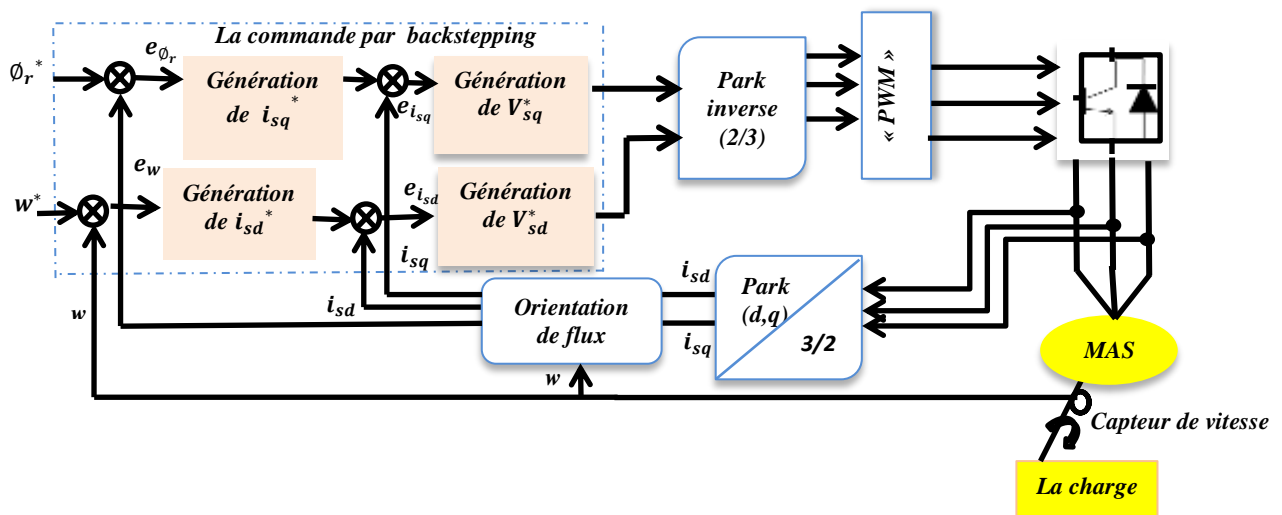 La commande par backstepping
∅ᵣ*
e∅ᵣ
Génération
de i_sq*
e_isq
Génération
de V*_sq
Park
inverse
(2/3)
« PWM »
w*
e_w
Génération
de i_sd*
e_isd
Génération
de V*_sd
i_sq
i_sd
w
Orientation
de flux
i_sd
i_sq
Park
(d,q)
3/2
w
MAS
Capteur de vitesse
La charge